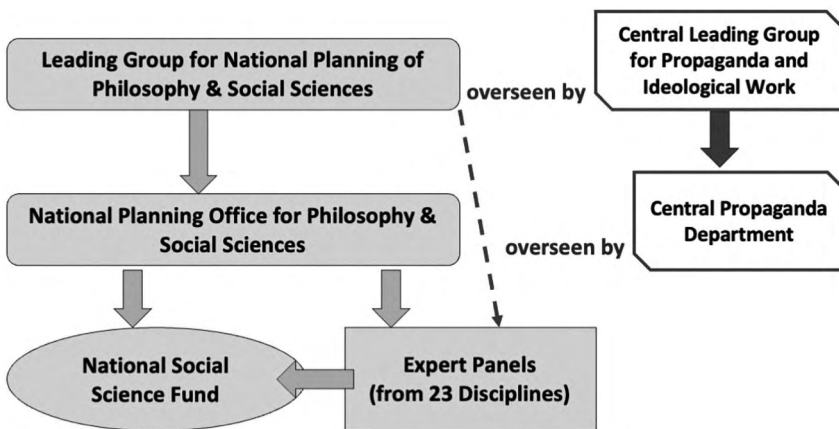 Leading Group for National Planning of
Philosophy & Social Sciences
overseen by
Central Leading Group
for Propaganda and
Ideological Work
National Planning Office for Philosophy &
Social Sciences
overseen by
Central Propaganda
Department
National Social
Science Fund
Expert Panels
(from 23 Disciplines)